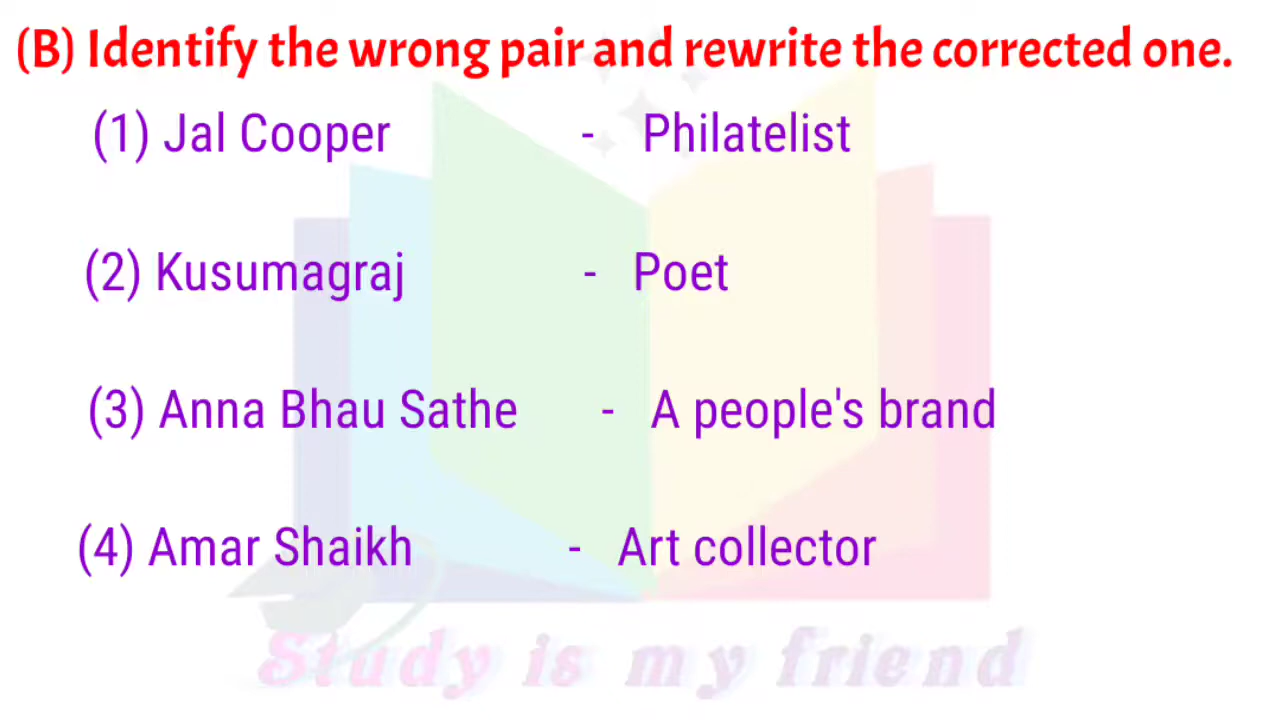 (B) Identify the wrong pair and rewrite the corrected one.
(1) Jal Cooper - Philatelist
(2) Kusumagraj - Poet
(3) Anna Bhau Sathe - A people's brand
(4) Amar Shaikh - Art collector
Study is my friend